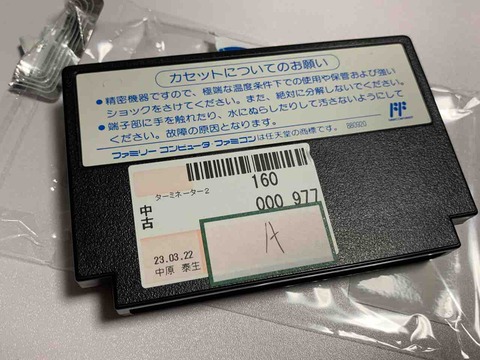 カセットについてのお願い
●精密機器ですので、極端な温度条件下での使用や保管および強い
ショックをさけてください。また、絶対に分解しないでください。
●端子部に手を触れたり、水にぬらしたりして汚さないようにして
ください。故障の原因となります。
ファミリーコンピュータ ファミコンは任天堂の商標です。
BB0920
ターミネーター2
160
中古
000 977
23.03.22
中原 泰生